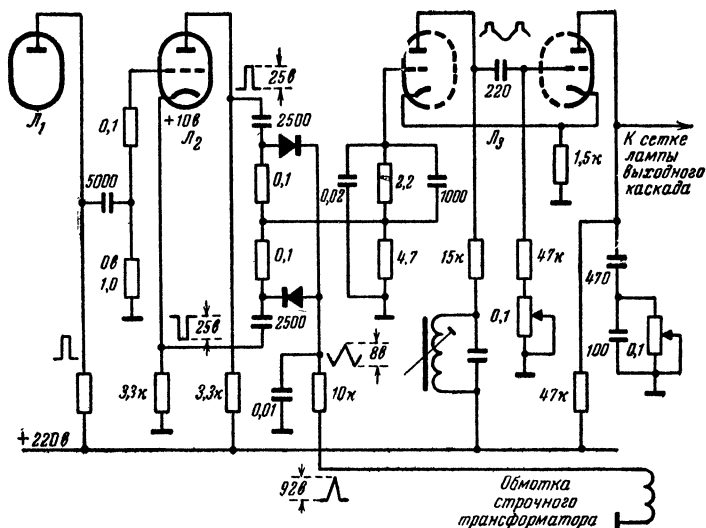 25в
Л₁
0,1
+10в
Л₂
2500
220
Л₃
К сетке
лампы
выходного
каскада
1,5к
5000
0,1
0,02
2,2
1000
0в
1,0
0,1
4,7
15к
47к
470
25в
2500
0,1
100
0,1
8в
3,3к
3,3к
0,01
10к
47к
+220в
92в
Обмотка
строчного
трансформатора